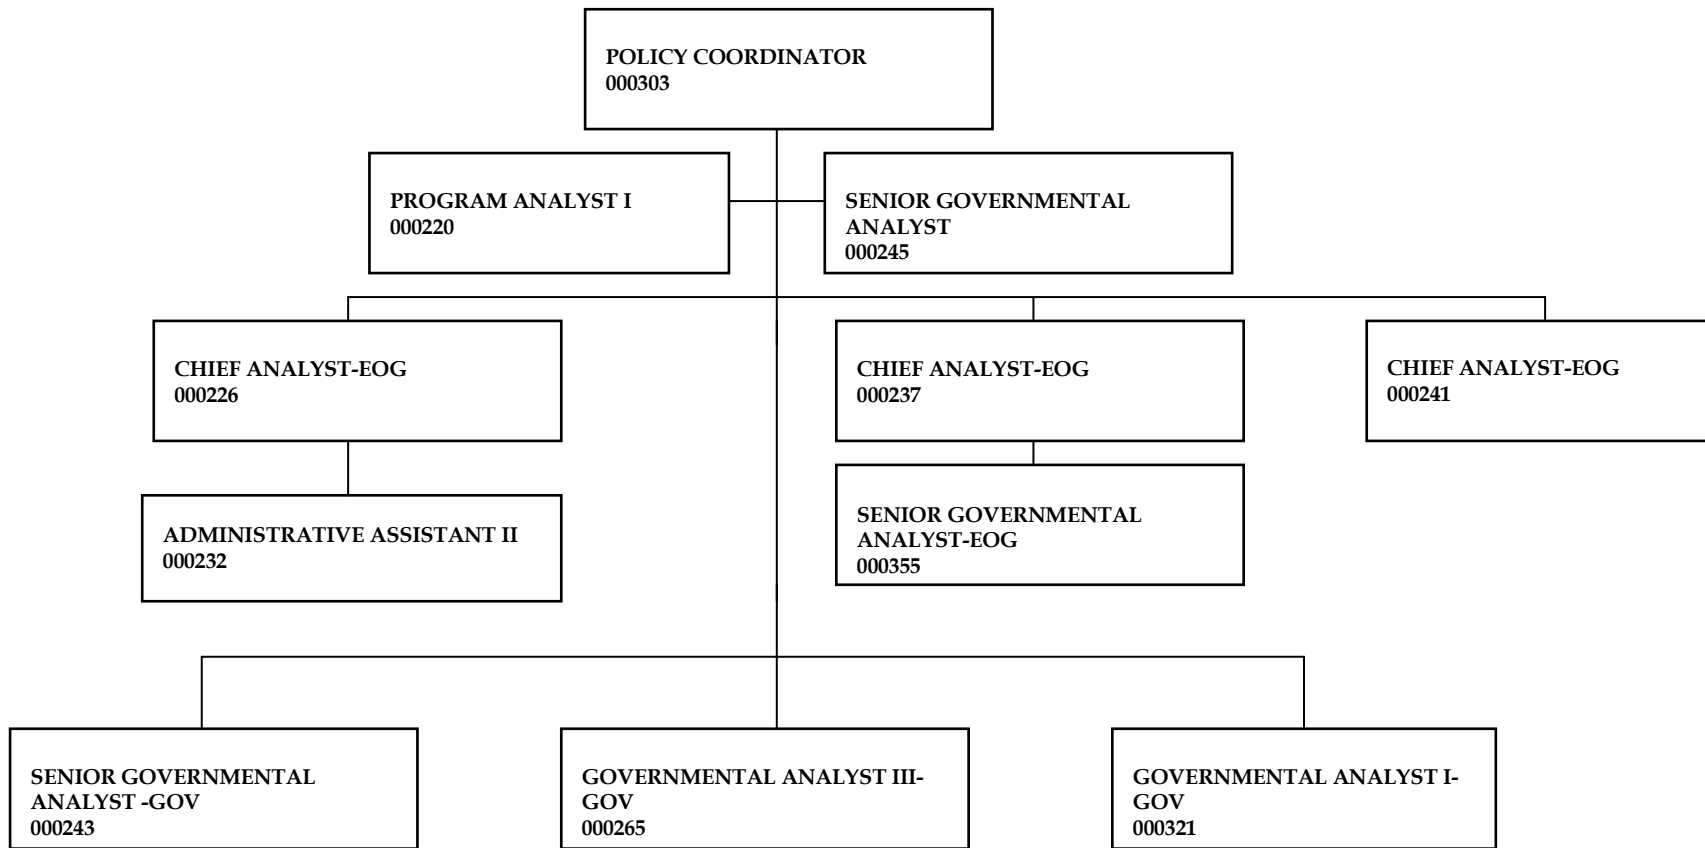 POLICY COORDINATOR
000303
PROGRAM ANALYST I
000220
SENIOR GOVERNMENTAL
ANALYST
000245
CHIEF ANALYST-EOG
000226
CHIEF ANALYST-EOG
000237
CHIEF ANALYST-EOG
000241
ADMINISTRATIVE ASSISTANT II
000232
SENIOR GOVERNMENTAL
ANALYST-EOG
000355
SENIOR GOVERNMENTAL
ANALYST -GOV
000243
GOVERNMENTAL ANALYST III-
GOV
000265
GOVERNMENTAL ANALYST I-
GOV
000321